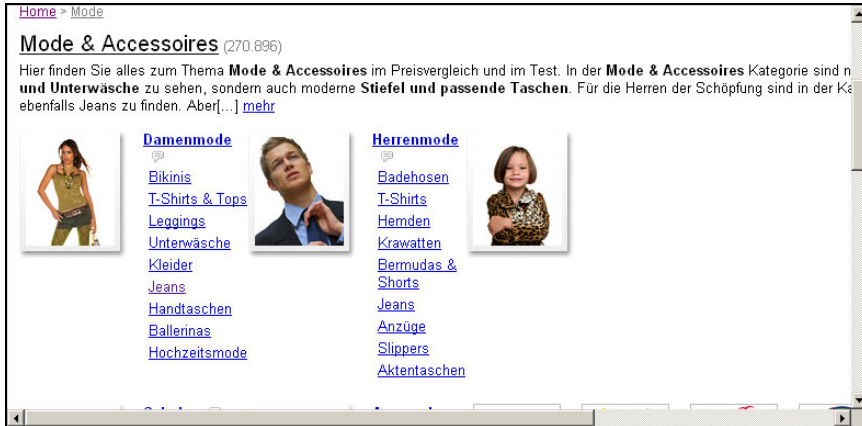 Home > Mode
Mode & Accessoires (270.896)
Hier finden Sie alles zum Thema Mode & Accessoires im Preisvergleich und im Test. In der Mode & Accessoires Kategorie sind
und Unterwäsche zu sehen, sondern auch moderne Stiefel und passende Taschen. Für die Herren der Schöpfung sind in der
ebenfalls Jeans zu finden. Aber[...] mehr
Damenmode
Bikinis
T-Shirts & Tops
Leggings
Unterwäsche
Kleider
Jeans
Handtaschen
Ballerinas
Hochzeitsmode
Herrenmode
Badehosen
T-Shirts
Hemden
Krawatten
Bermudas &
Shorts
Jeans
Anzüge
Slippers
Aktentaschen